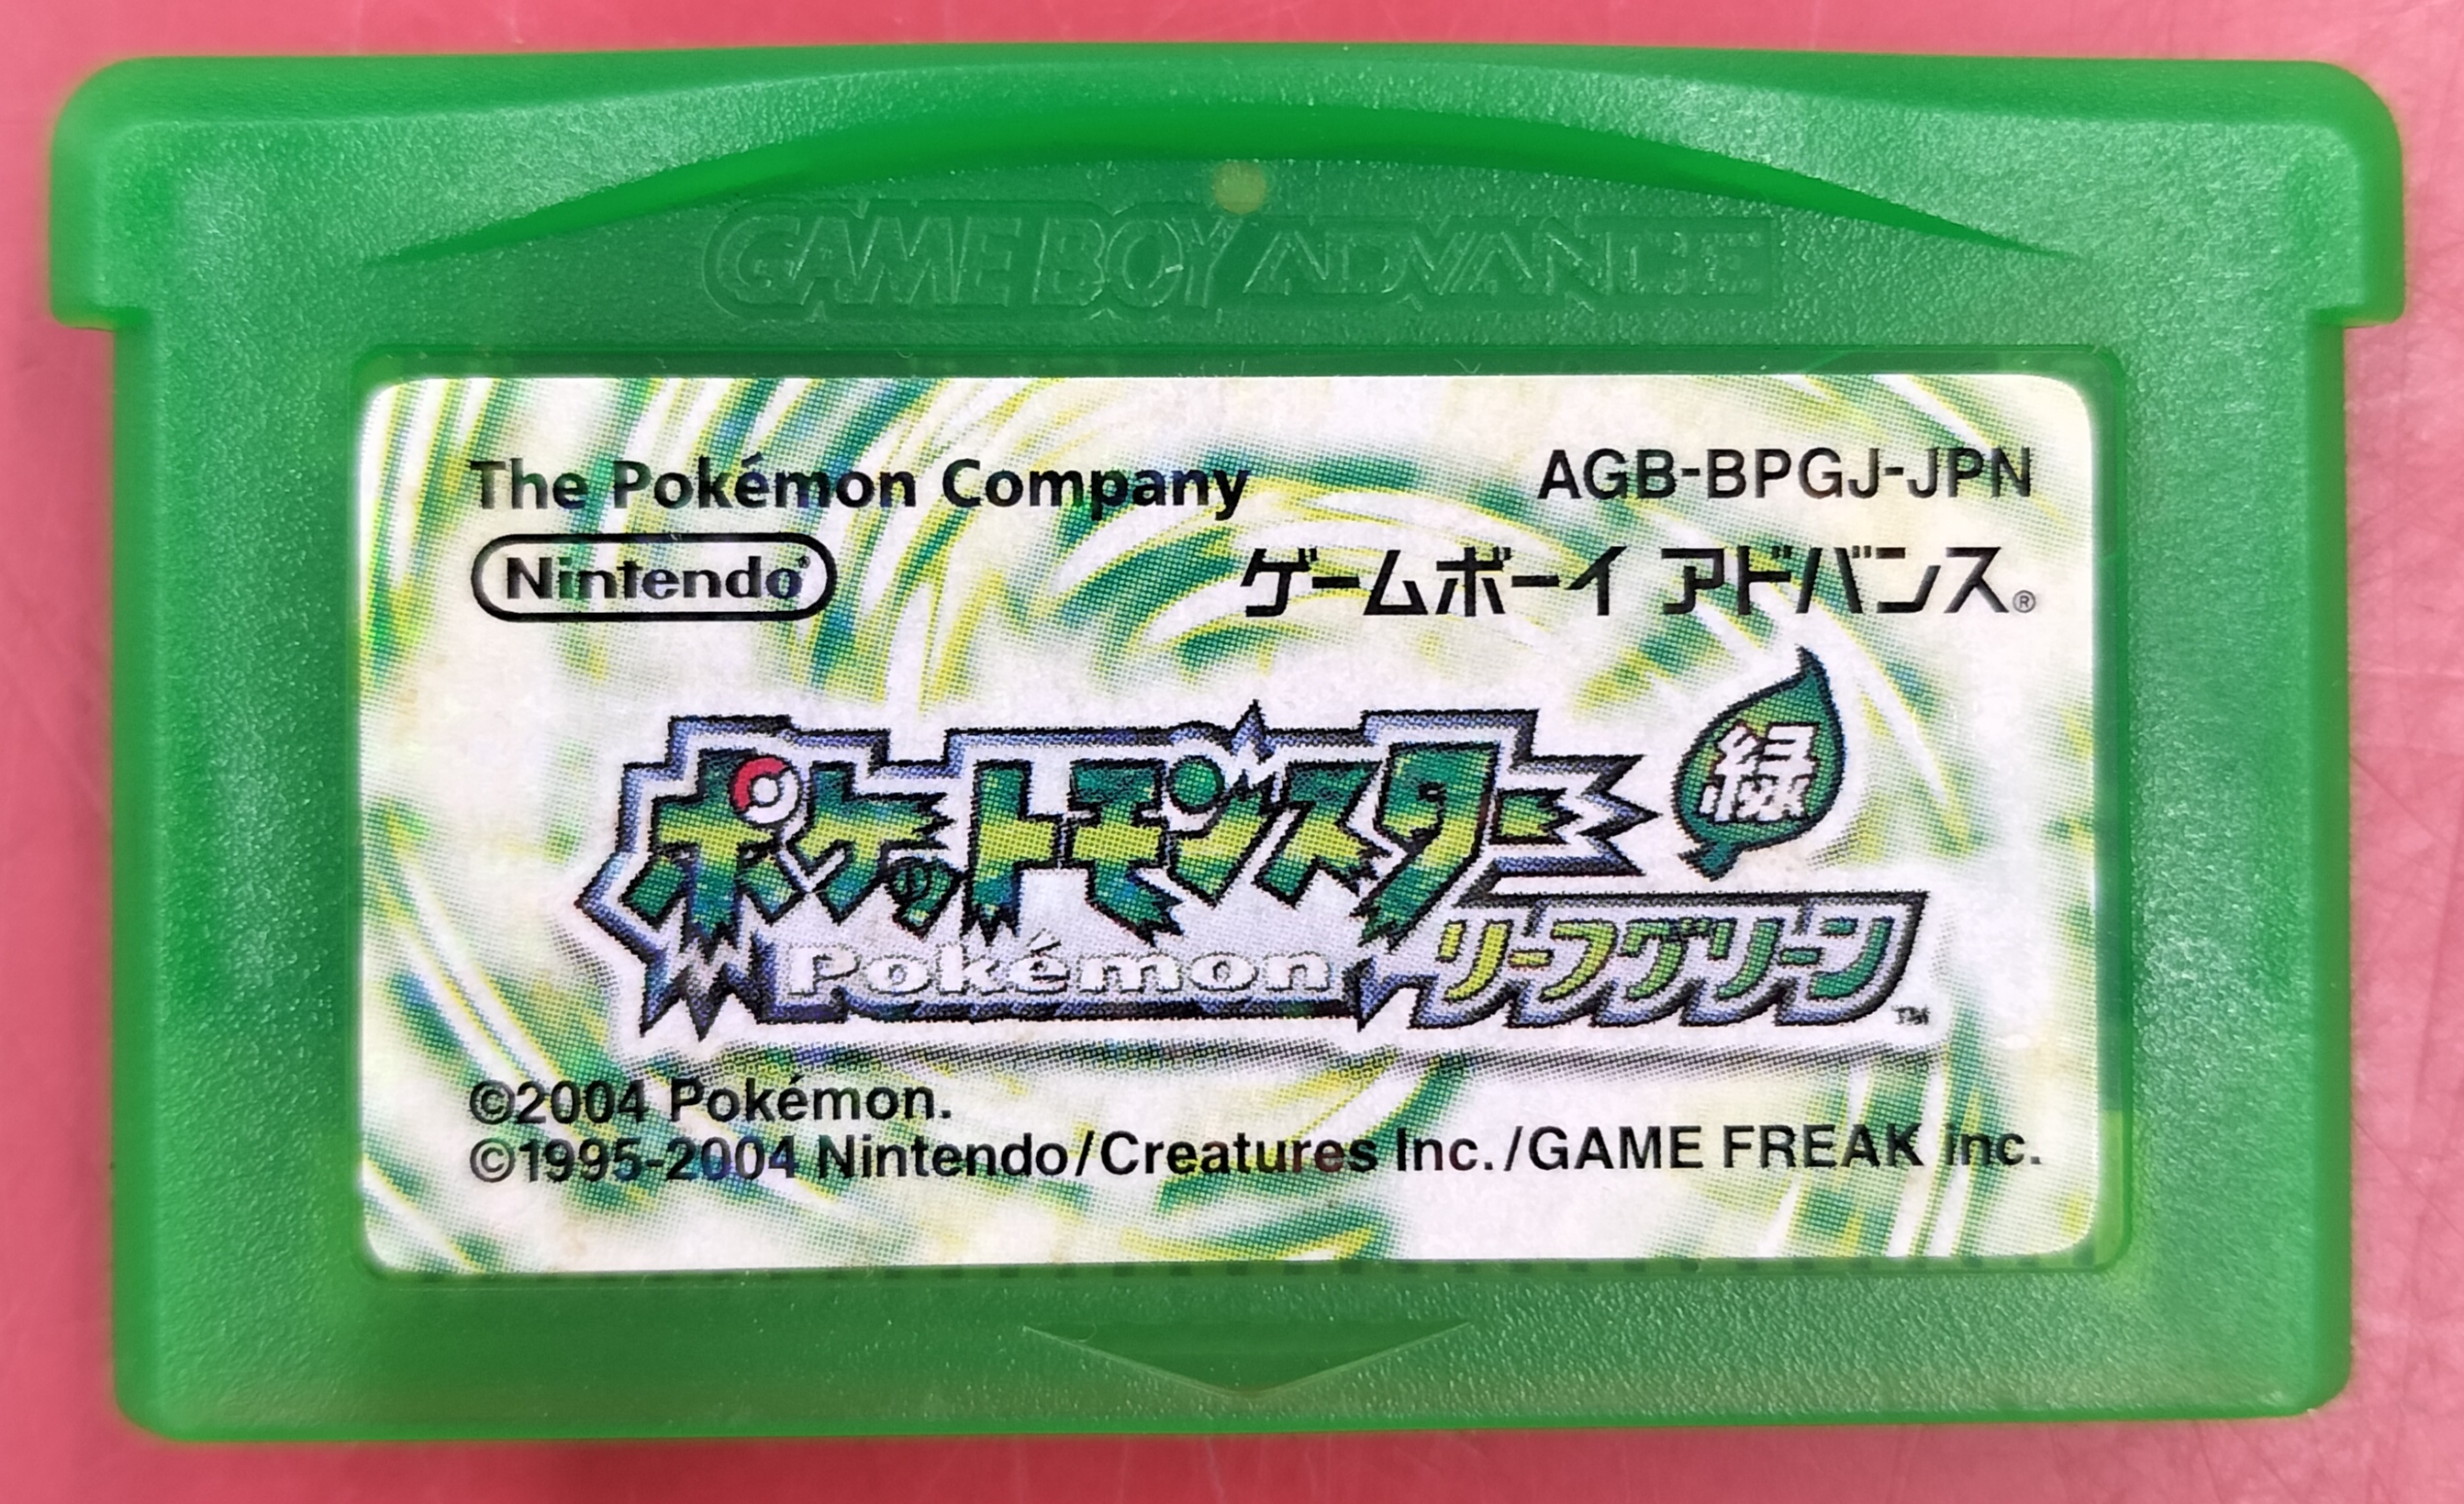 GAME BOY ADVANCE
The Pokémon Company
AGB-BPGJ-JPN
Nintendo®
ゲームボーイ アドバンス®
ポケットモンスター
緑
Pokémon
リーフグリーン™
©2004 Pokémon.
©1995-2004 Nintendo/Creatures Inc./GAME FREAK inc.